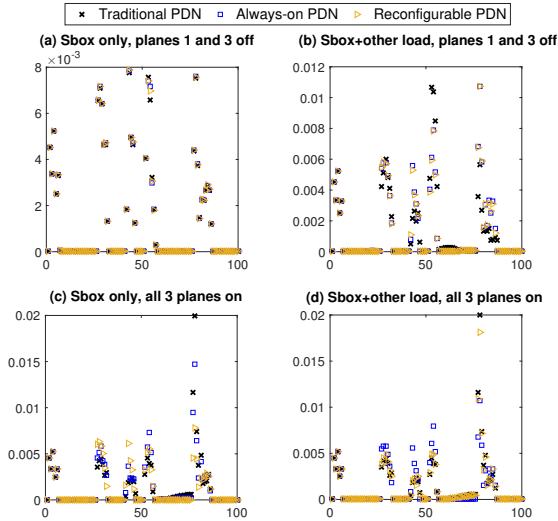 Traditional PDN Always-on PDN Reconfigurable PDN
(a) Sbox only, planes 1 and 3 off
×10⁻³
8
6
4
2
0
0 50 100
(b) Sbox+other load, planes 1 and 3 off
0.012
0.01
0.008
0.006
0.004
0.002
0
0 50 100
(c) Sbox only, all 3 planes on
0.02
0.015
0.01
0.005
0
0 50 100
(d) Sbox+other load, all 3 planes on
0.02
0.015
0.01
0.005
0
0 50 100